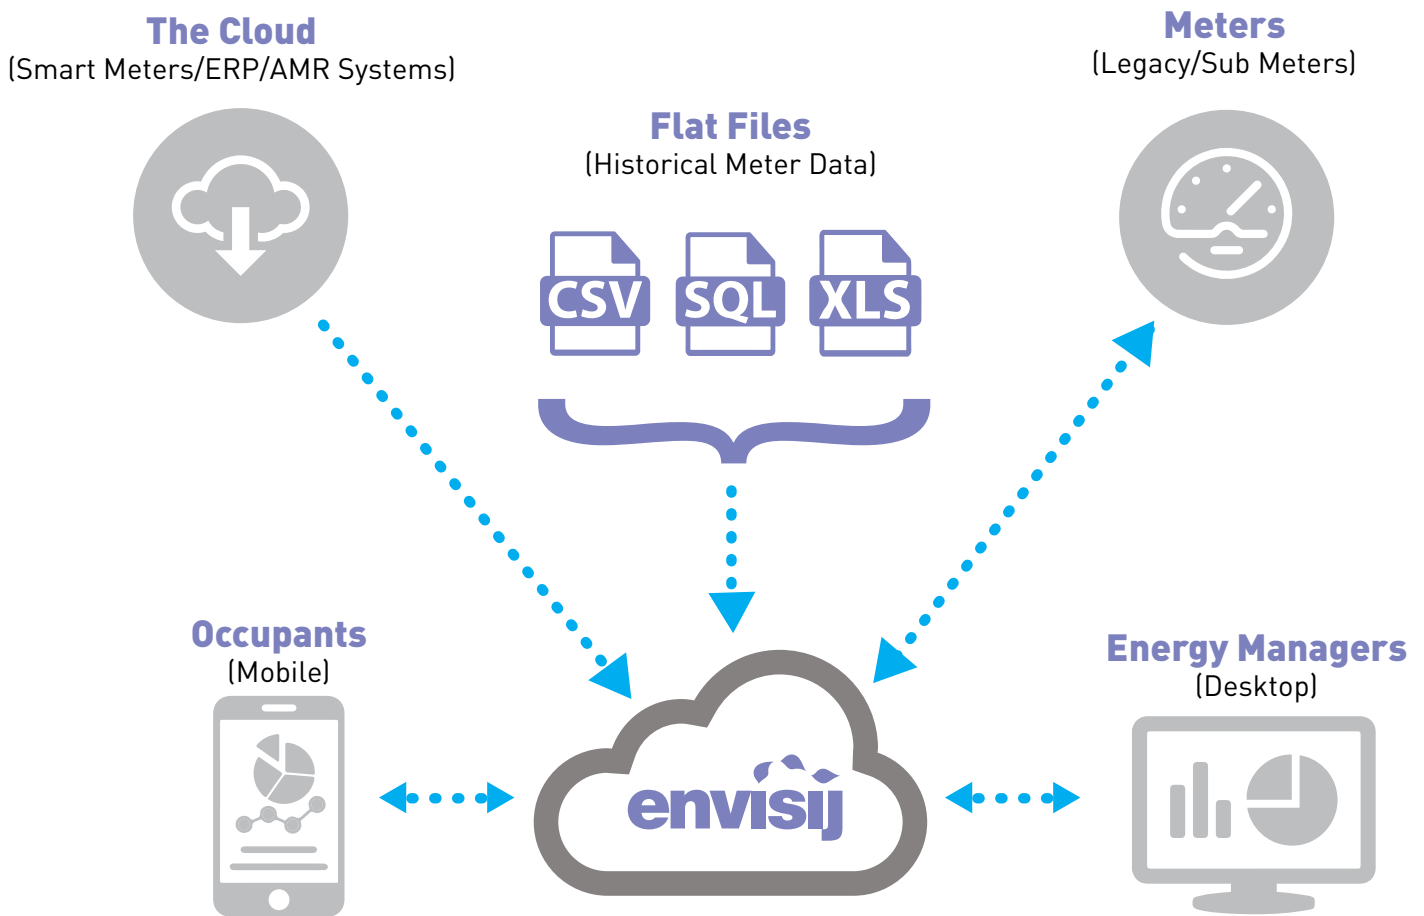 The Cloud
(Smart Meters/ERP/AMR Systems)
Meters
(Legacy/Sub Meters)
Flat Files
(Historical Meter Data)
CSV
SQL
XLS
Occupants
(Mobile)
Energy Managers
(Desktop)
envisij